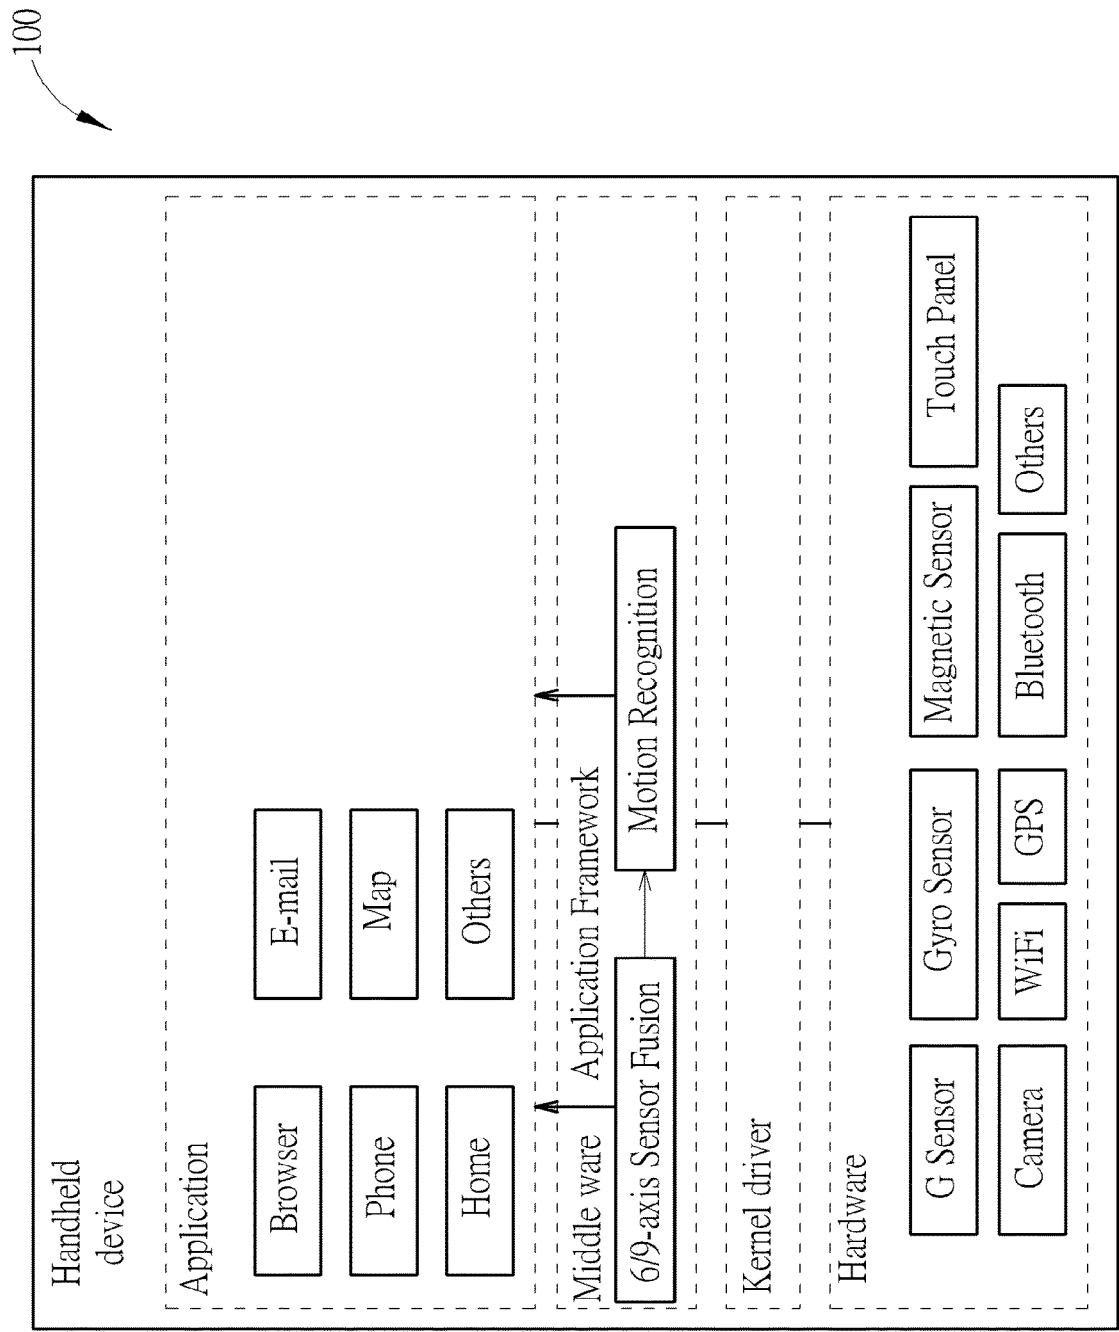 100
Handheld
device
Application
Browser
E-mail
Phone
Map
Home
Others
Middle ware
Application Framework
6/9-axis Sensor Fusion
Motion Recognition
Kernel driver
Hardware
G Sensor
Gyro Sensor
Magnetic Sensor
Touch Panel
Camera
WiFi
GPS
Bluetooth
Others